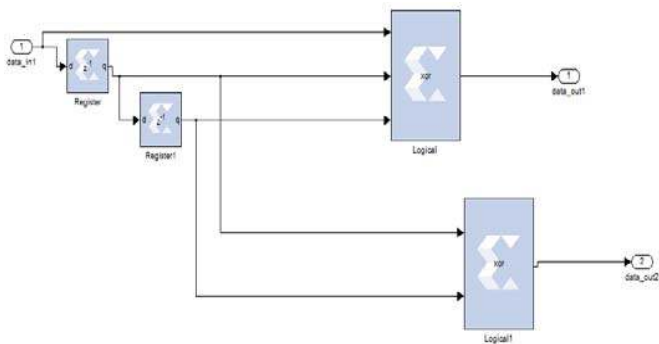 1
data_in1
d z-1 q
Register
d z-1 q
Register1
xor
Logical
1
data_out1
xor
Logical1
2
data_out2